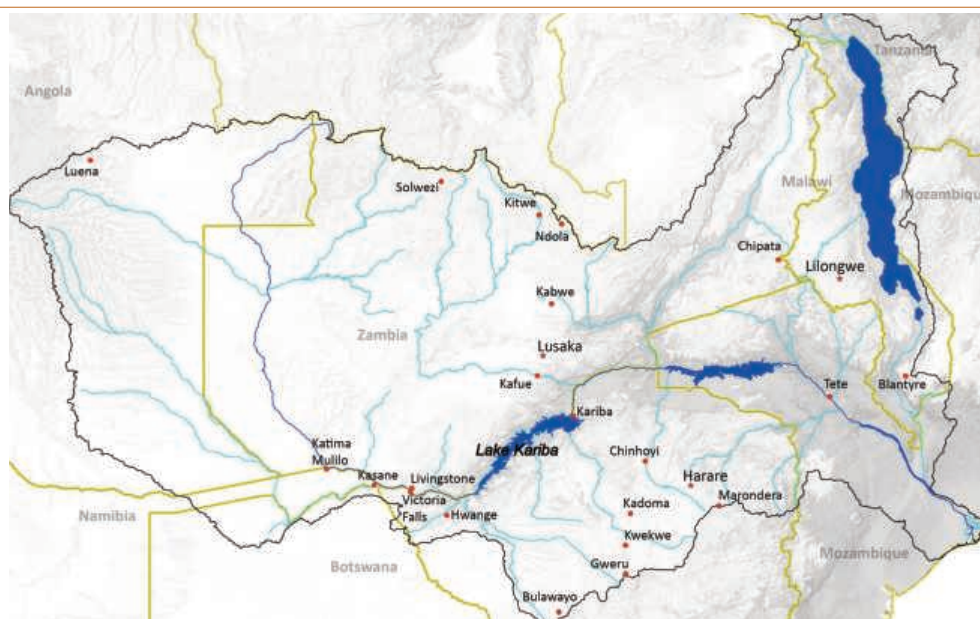 Tanzania
Angola
Luena
Solwezi
Malawi
Mozambique
Kitwe
Ndola
Chipata
Lilongwe
Kabwe
Zambia
Lusaka
Kafue
Tete
Blantyre
Kariba
Katima
Mulilo
Lake Kariba
Chinhoyi
Kasane
Livingstone
Harare
Victoria
Falls
Hwange
Kadoma
Marondera
Namibia
Kwekwe
Mozambique
Botswana
Gweru
Bulawayo